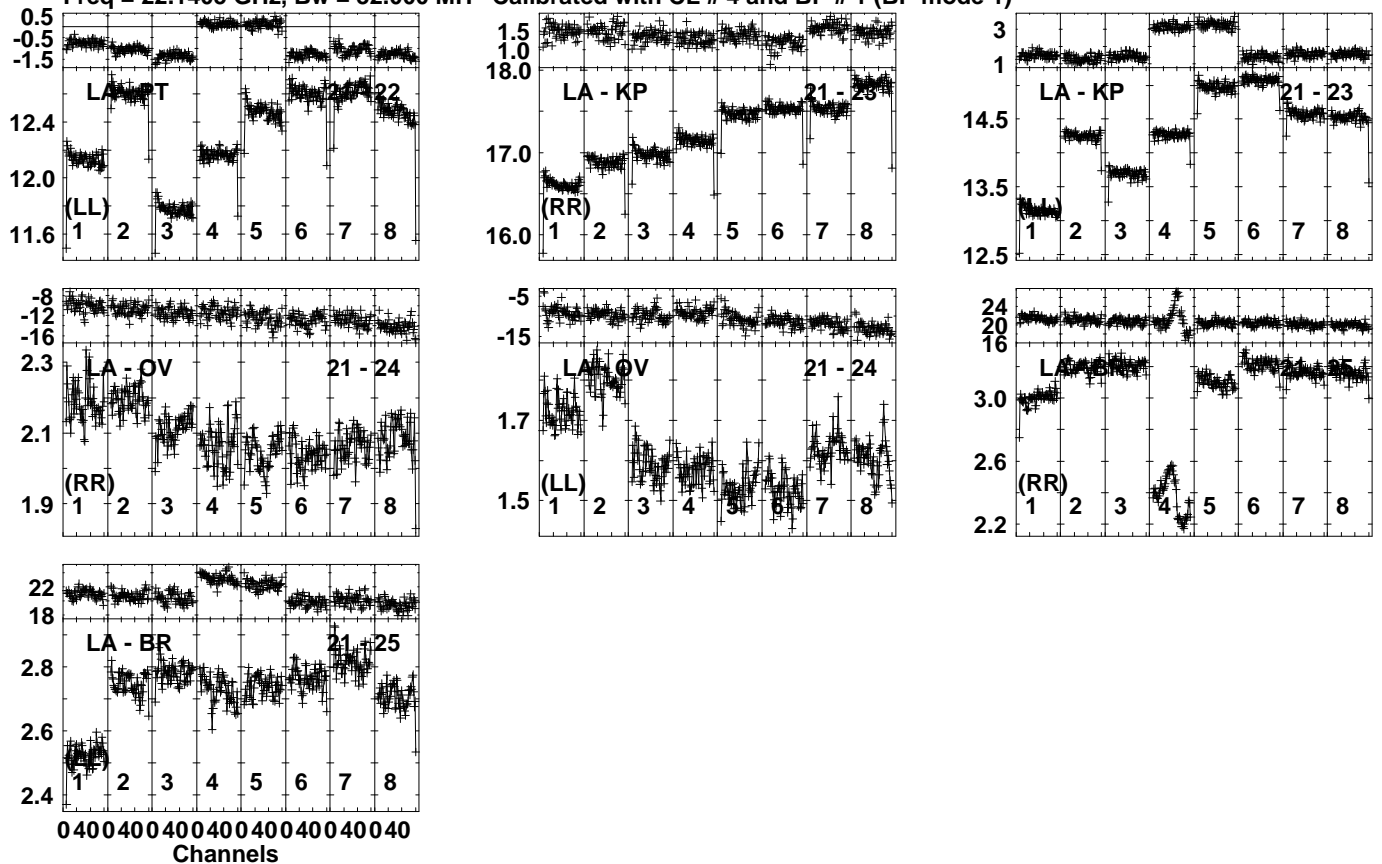 Freq = 22.1468 GHz, Bw = 32.000 MH Calibrated with CL # 4 and BP # 1 (BP mode 1)
0.5
-0.5
-1.5
LA - PT 21 - 22
12.4
12.0
11.6
(LL)
1 2 3 4 5 6 7 8
1.5
1.0
18.0
LA - KP 21 - 23
17.0
16.0
(RR)
1 2 3 4 5 6 7 8
3
1
LA - KP 21 - 23
14.5
13.5
12.5
(LL)
1 2 3 4 5 6 7 8
-8
-12
-16
2.3
LA - OV 21 - 24
2.1
1.9
(RR)
1 2 3 4 5 6 7 8
-5
-15
LA - OV 21 - 24
1.7
1.5
(LL)
1 2 3 4 5 6 7 8
24
20
16
LA - BR 21 - 25
3.0
2.6
2.2
(RR)
1 2 3 4 5 6 7 8
22
18
LA - BR 21 - 25
2.8
2.6
2.4
(LL)
1 2 3 4 5 6 7 8
0 40 0 40 0 40 0 40 0 40 0 40 0 40 0 40
Channels